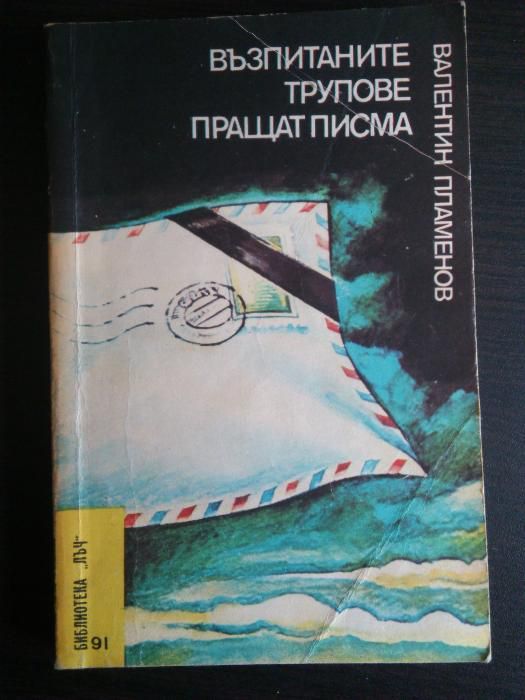 ВЪЗПИТАНИТЕ
ТРУПОВЕ
ПРАЩАТ ПИСМА
ВАЛЕНТИН ПЛАМЕНОВ
БИБЛИОТЕКА „ЛЪЧ“
91